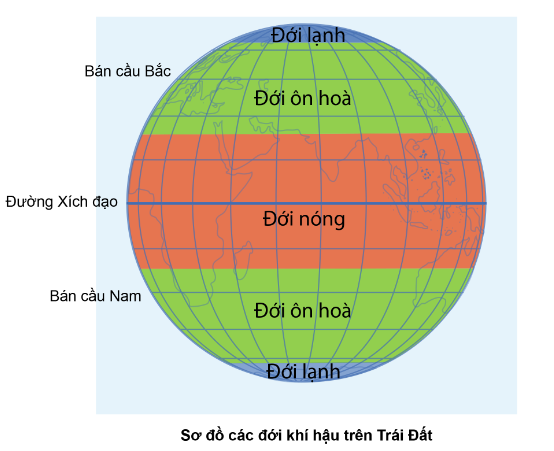 Đới lạnh
Bán cầu Bắc
Đới ôn hoà
Đường Xích đạo
Đới nóng
Bán cầu Nam
Đới ôn hoà
Đới lạnh
Sơ đồ các đới khí hậu trên Trái Đất